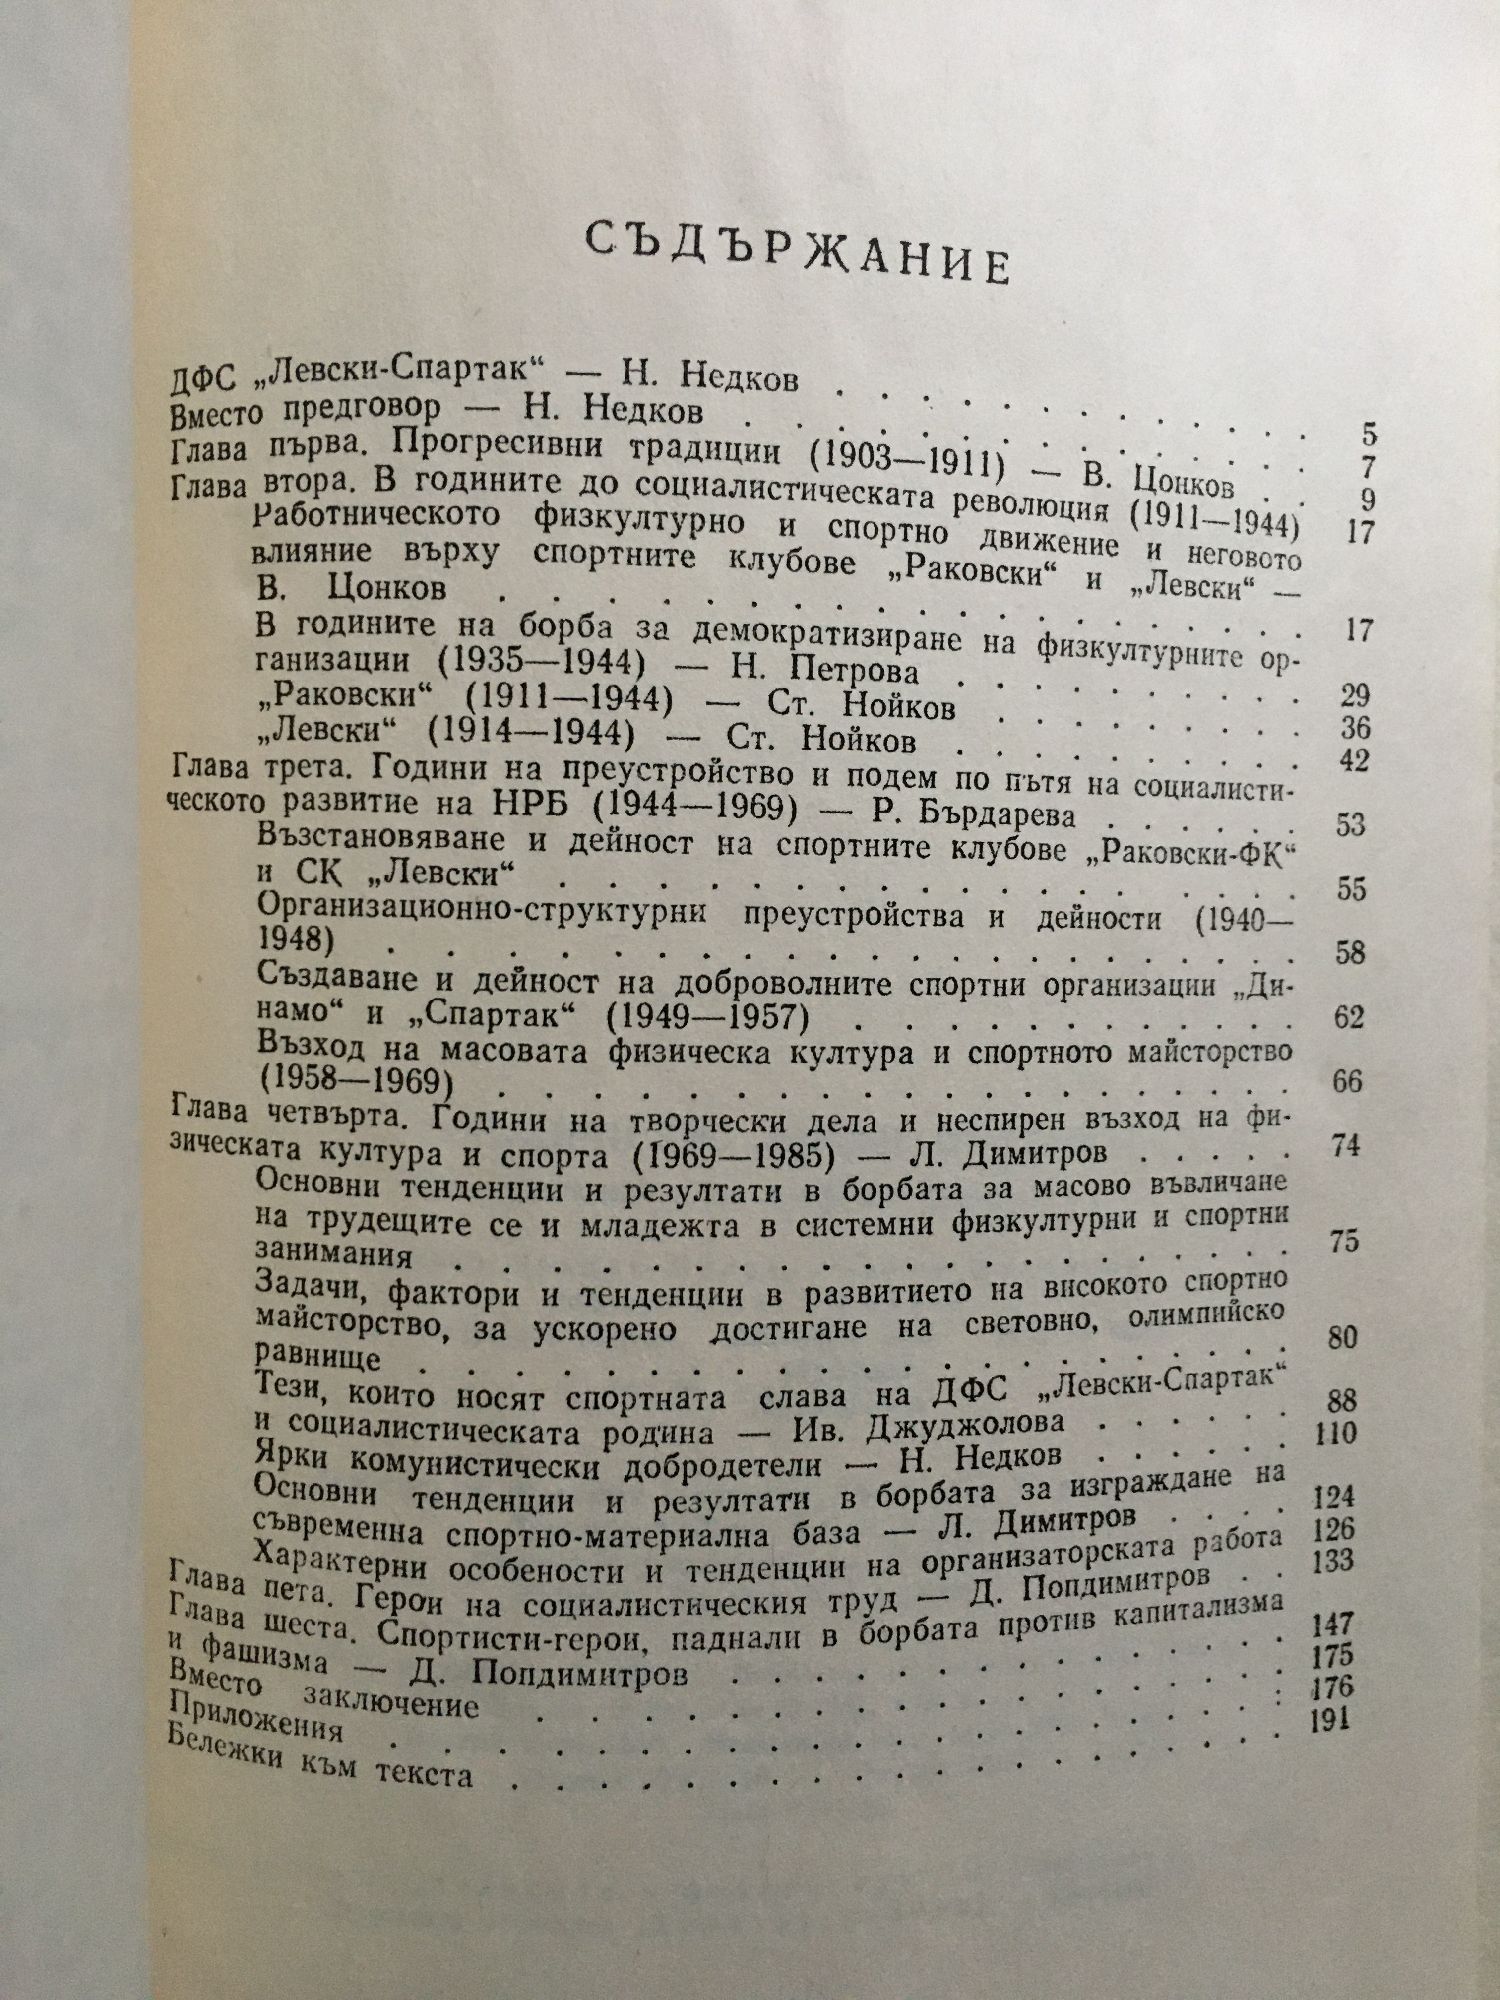 СЪДЪРЖАНИЕ
ДФС „Левски-Спартак“ — Н. Недков . . . . . . . . . . 5
Вместо предговор — Н. Недков . . . . . . . . . . . . 7
Глава първа. Прогресивни традиции (1903—1911) — В. Цонков . . 9
Глава втора. В годините до социалистическата революция (1911—1944) 17
Работническото физкултурно и спортно движение и неговото
влияние върху спортните клубове „Раковски“ и „Левски“ —
В. Цонков . . . . . . . . . . . . . . . . 17
В годините на борба за демократизиране на физкултурните ор-
ганизации (1935—1944) — Н. Петрова . . . . . . . . 29
„Раковски“ (1911—1944) — Ст. Нойков . . . . . . . . 36
„Левски“ (1914—1944) — Ст. Нойков . . . . . . . . . 42
Глава трета. Години на преустройство и подем по пътя на социалисти-
ческото развитие на НРБ (1944—1969) — Р. Бърдарева . . . . . . 53
Възстановяване и дейност на спортните клубове „Раковски-ФК“
и СК „Левски“ . . . . . . . . . . . . . . 55
Организационно-структурни преустройства и дейности (1940—
1948) . . . . . . . . . . . . . . . . . . 58
Създаване и дейност на доброволните спортни организации „Ди-
намо“ и „Спартак“ (1949—1957) . . . . . . . . . . . 62
Възход на масовата физическа култура и спортното майсторство
(1958—1969) . . . . . . . . . . . . . . . . 66
Глава четвърта. Години на творчески дела и неспирен възход на фи-
зическата култура и спорта (1969—1985) — Л. Димитров . . . . . 74
Основни тенденции и резултати в борбата за масово въвличане
на трудещите се и младежта в системни физкултурни и спортни
занимания . . . . . . . . . . . . . . . . . 75
Задачи, фактори и тенденции в развитието на високото спортно
майсторство, за ускорено достигане на световно, олимпийско
равнище . . . . . . . . . . . . . . . . . 80
Тези, които носят спортната слава на ДФС „Левски-Спартак“
и социалистическата родина — Ив. Джуджолова . . . . . . 88
Ярки комунистически добродетели — Н. Недков . . . . . . 110
Основни тенденции и резултати в борбата за изграждане на
съвременна спортно-материална база — Л. Димитров . . . . 124
Характерни особености и тенденции на организаторската работа 126
Глава пета. Герои на социалистическия труд — Д. Попдимитров . . 133
Глава шеста. Спортисти-герои, паднали в борбата против капитализма
и фашизма — Д. Попдимитров . . . . . . . . . . . . . 147
Вместо заключение . . . . . . . . . . . . . . . 175
Приложения . . . . . . . . . . . . . . . . . . 176
Бележки към текста . . . . . . . . . . . . . . . 191